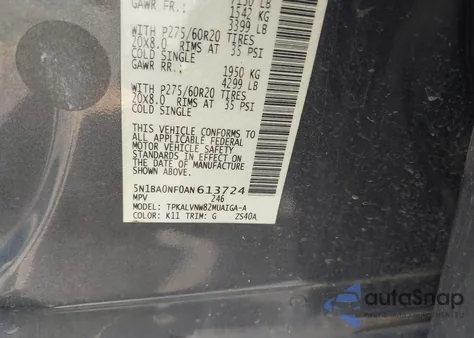 GAWR FR.: 1542 KG
3399 LB
WITH P275/60R20 TIRES
20X8.0 RIMS AT 35 PSI
COLD SINGLE
GAWR RR.: 1950 KG
4299 LB
WITH P275/60R20 TIRES
20X8.0 RIMS AT 35 PSI
COLD SINGLE
THIS VEHICLE CONFORMS TO
ALL APPLICABLE FEDERAL
MOTOR VEHICLE SAFETY
STANDARDS IN EFFECT ON
THE DATE OF MANUFACTURE
SHOWN ABOVE.
5N1BA0NF0AN613724
MPV 246
MODEL: TPKALVNW8ZMUAIGA-A
COLOR: K11 TRIM: G 2S40A
autoSnap